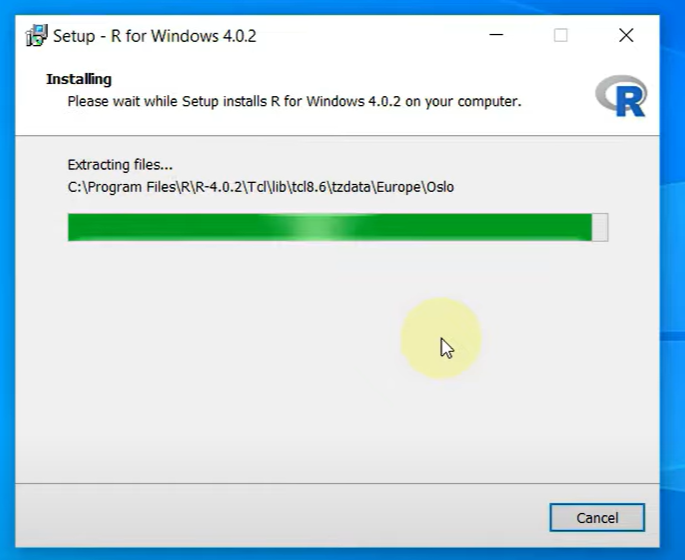 Setup - R for Windows 4.0.2
Installing
Please wait while Setup installs R for Windows 4.0.2 on your computer.
R
Extracting files...
C:\Program Files\R\R-4.0.2\Tcl\lib\tcl8.6\tzdata\Europe\Oslo
Cancel